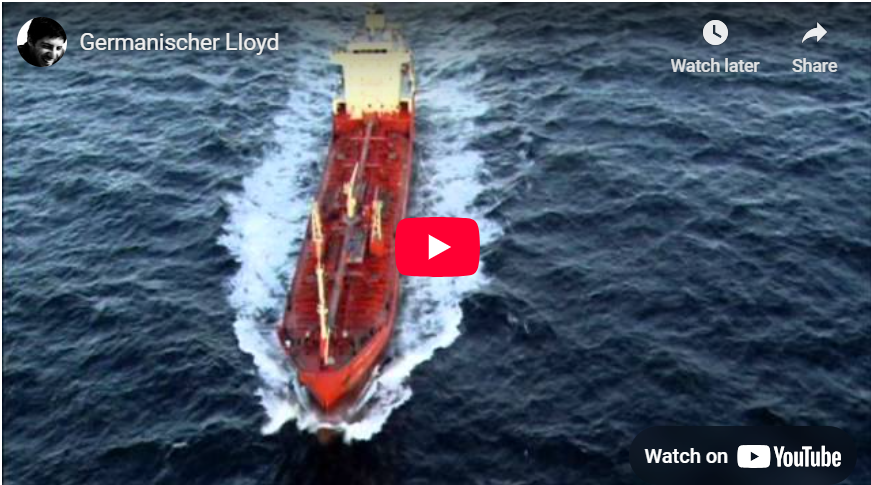 Germanischer Lloyd
Watch later
Share
Watch on YouTube